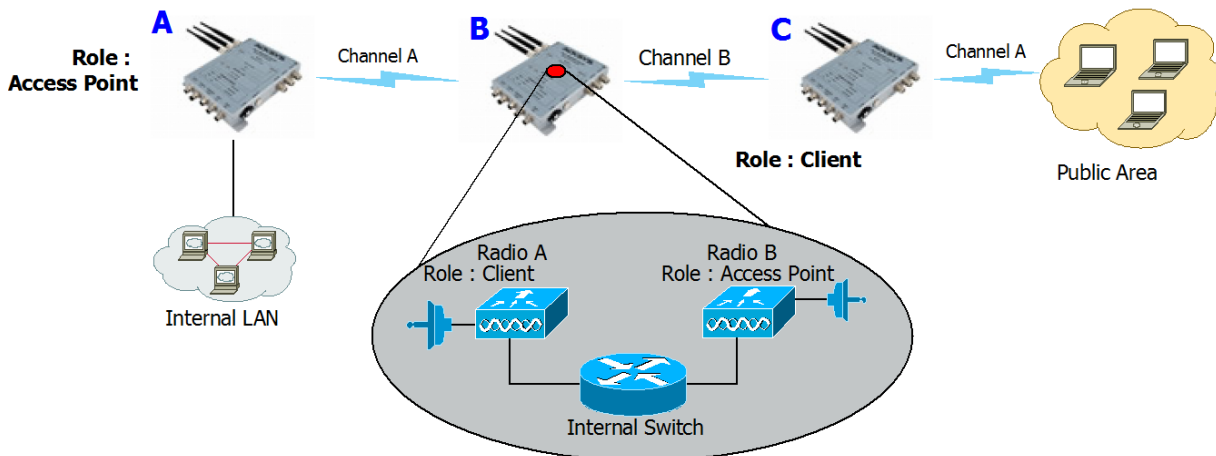 A
B
C
Role :
Access Point
Channel A
Channel B
Channel A
Role : Client
Public Area
Internal LAN
Radio A
Role : Client
Radio B
Role : Access Point
Internal Switch